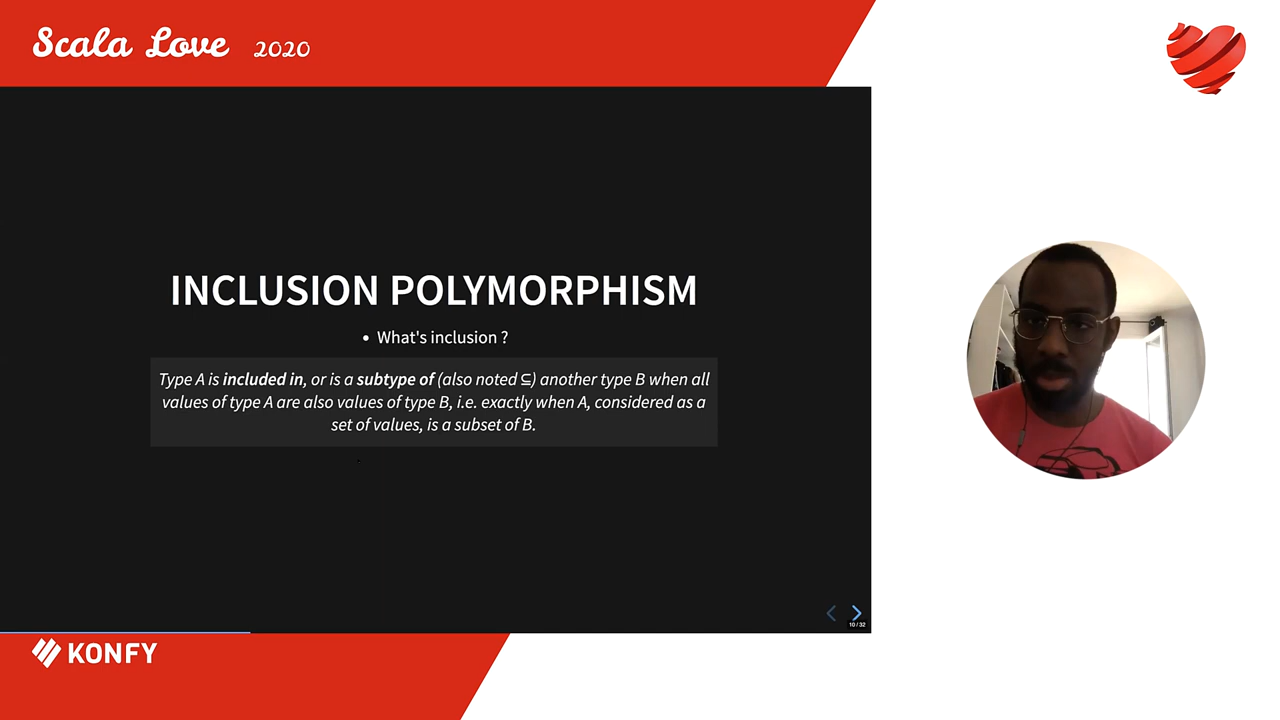 Scala Love 2020
INCLUSION POLYMORPHISM
• What's inclusion ?
Type A is included in, or is a subtype of (also noted ⊆) another type B when all
values of type A are also values of type B, i.e. exactly when A, considered as a
set of values, is a subset of B.
10 / 32
KONFY